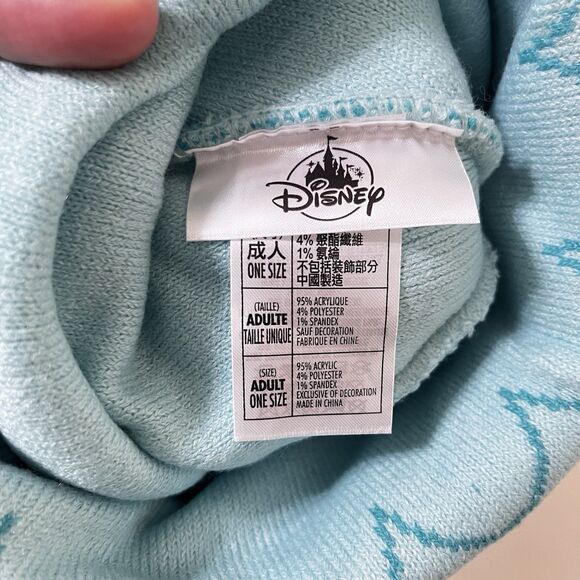 Disney
成人
ONE SIZE
4% 聚酯纖維
1% 氨綸
不包括裝飾部分
中國製造
(TAILLE)
ADULTE
TAILLE UNIQUE
95% ACRYLIQUE
4% POLYESTER
1% SPANDEX
SAUF DECORATION
FABRIQUE EN CHINE
(SIZE)
ADULT
ONE SIZE
95% ACRYLIC
4% POLYESTER
1% SPANDEX
EXCLUSIVE OF DECORATION
MADE IN CHINA